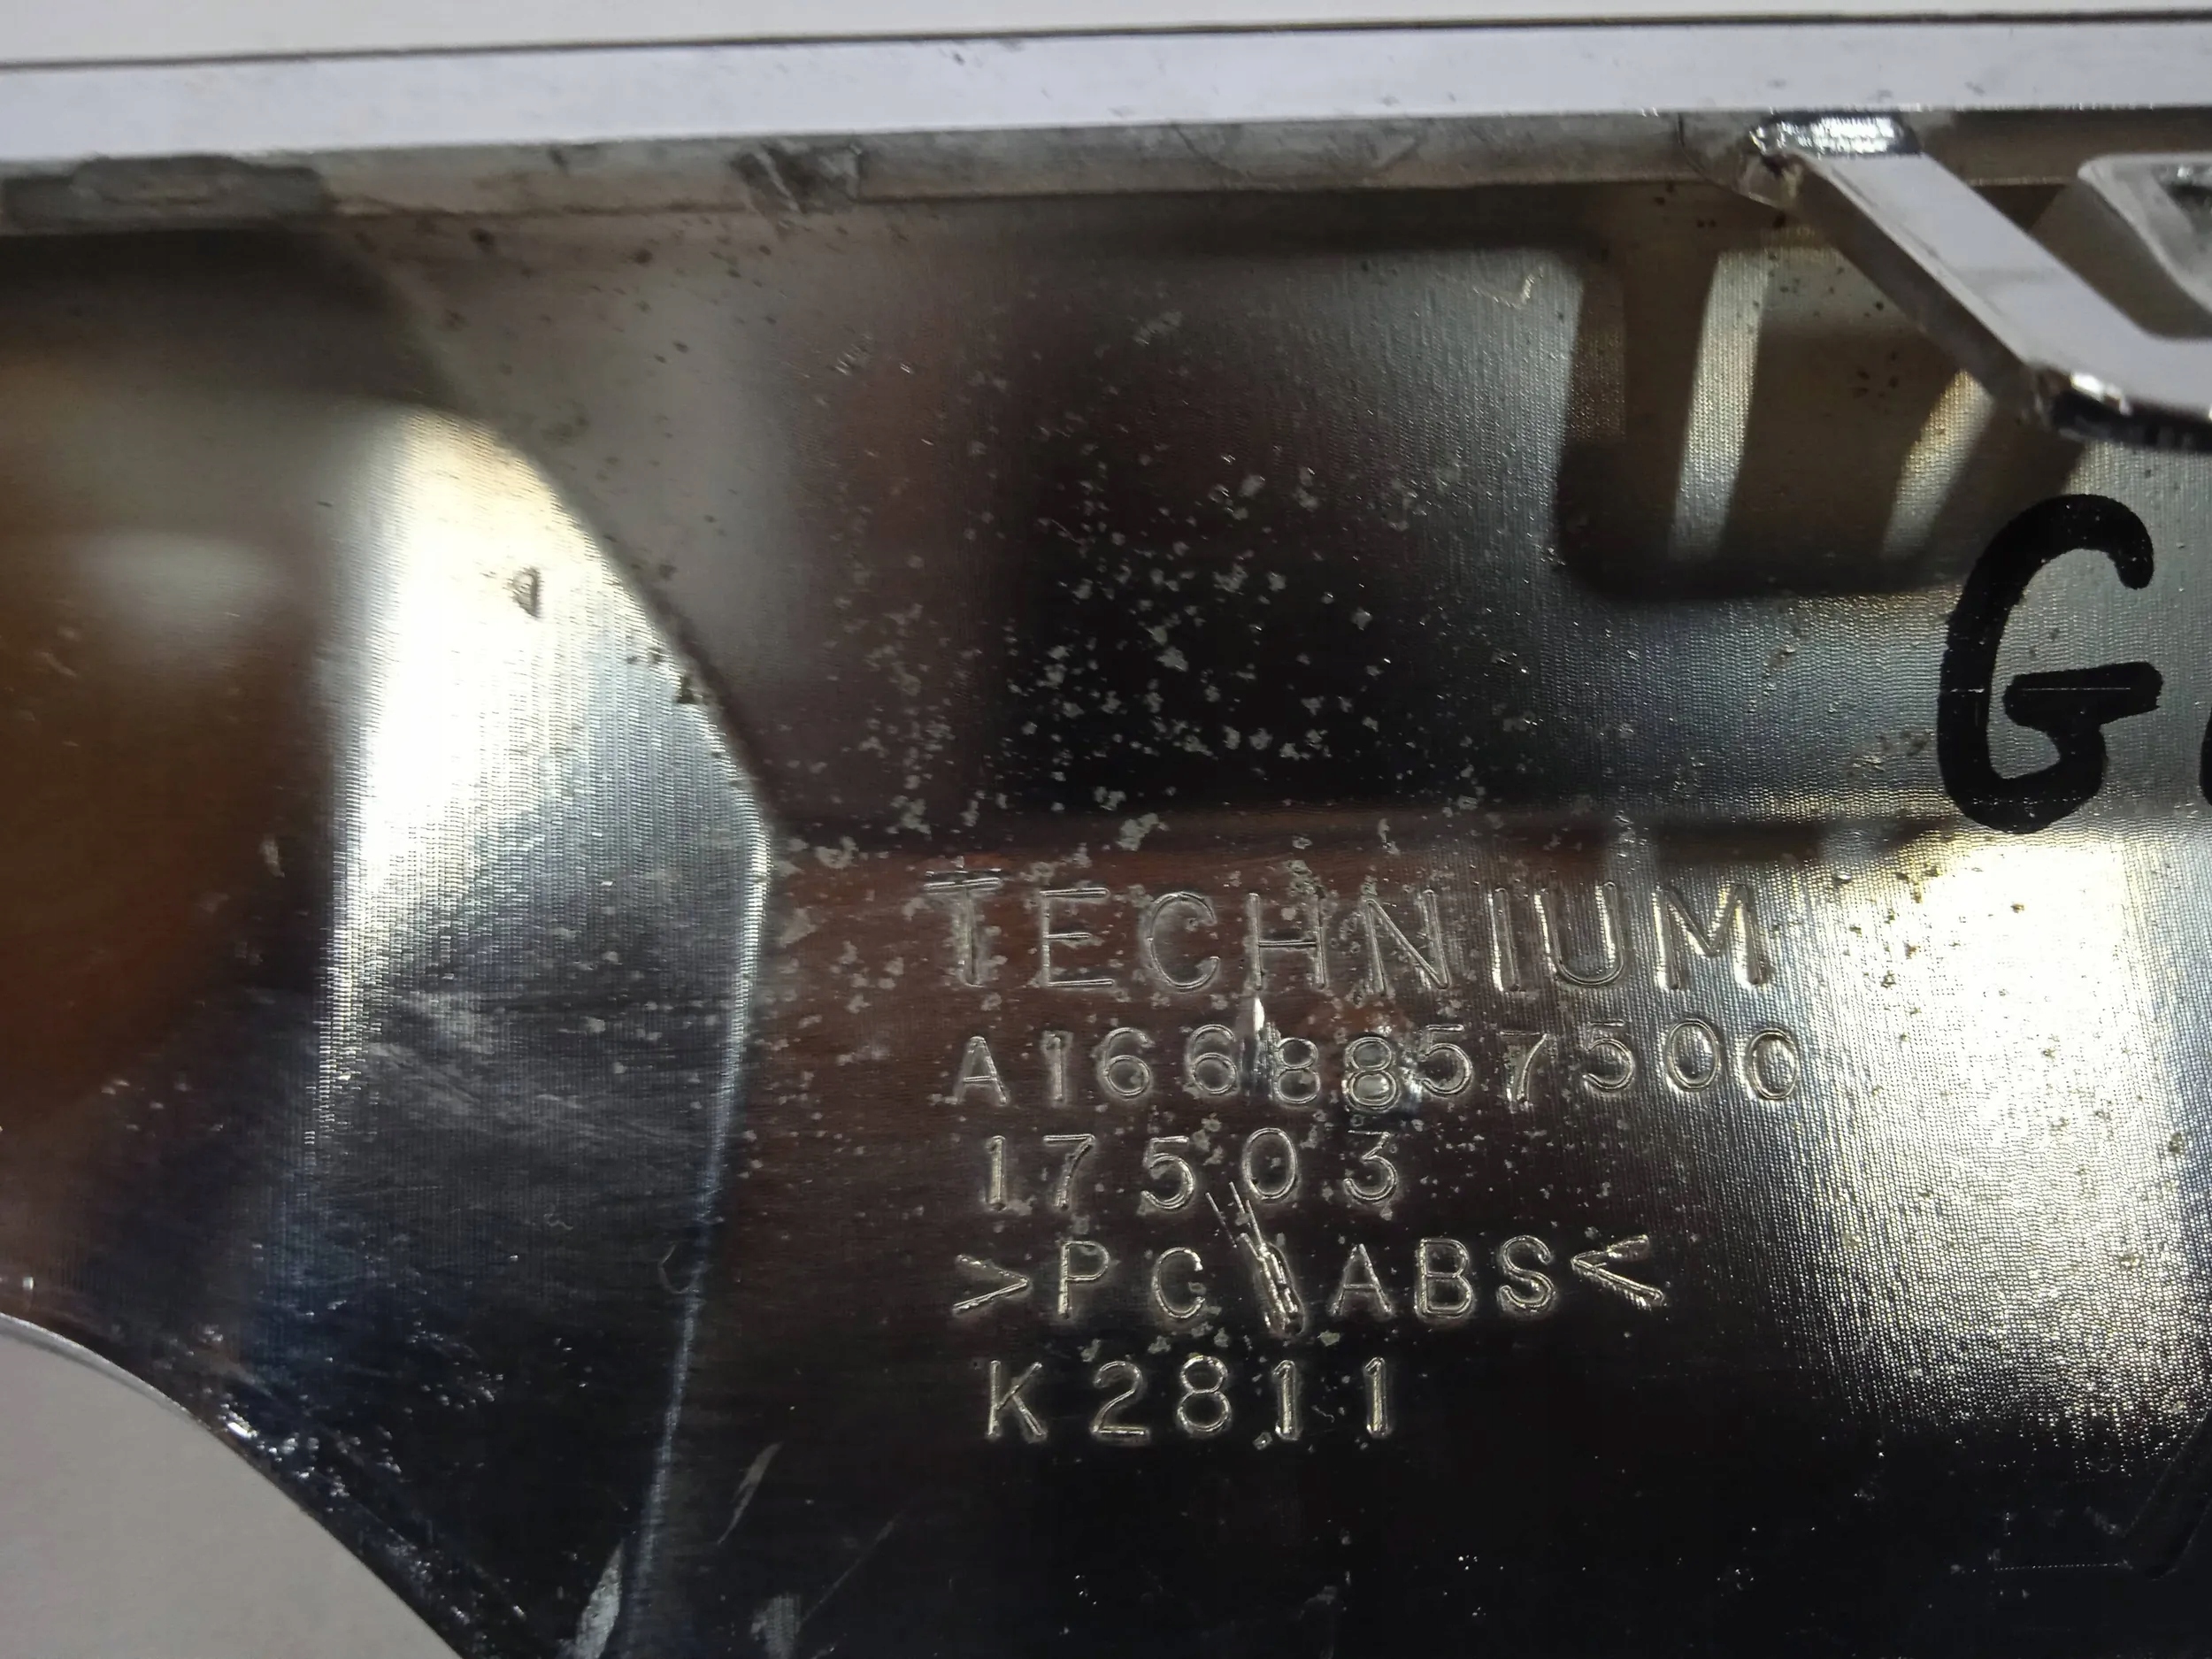 G
TECHNIUM
A1668857500
17503
>PC\ABS<
K2811